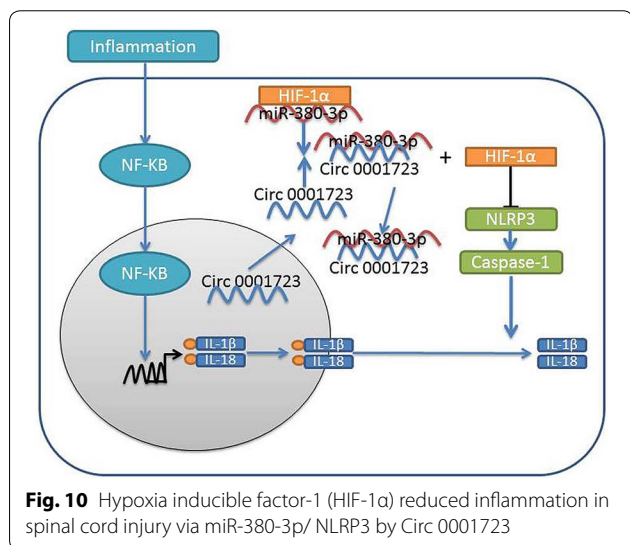 Inflammation
HIF-1α
miR-380-3p
miR-380-3p
Circ 0001723
+
HIF-1α
NF-KB
Circ 0001723
NLRP3
miR-380-3p
Circ 0001723
Caspase-1
NF-KB
Circ 0001723
IL-1β
IL-18
IL-1β
IL-18
IL-1β
IL-18
Fig. 10 Hypoxia inducible factor-1 (HIF-1α) reduced inflammation in
spinal cord injury via miR-380-3p/ NLRP3 by Circ 0001723